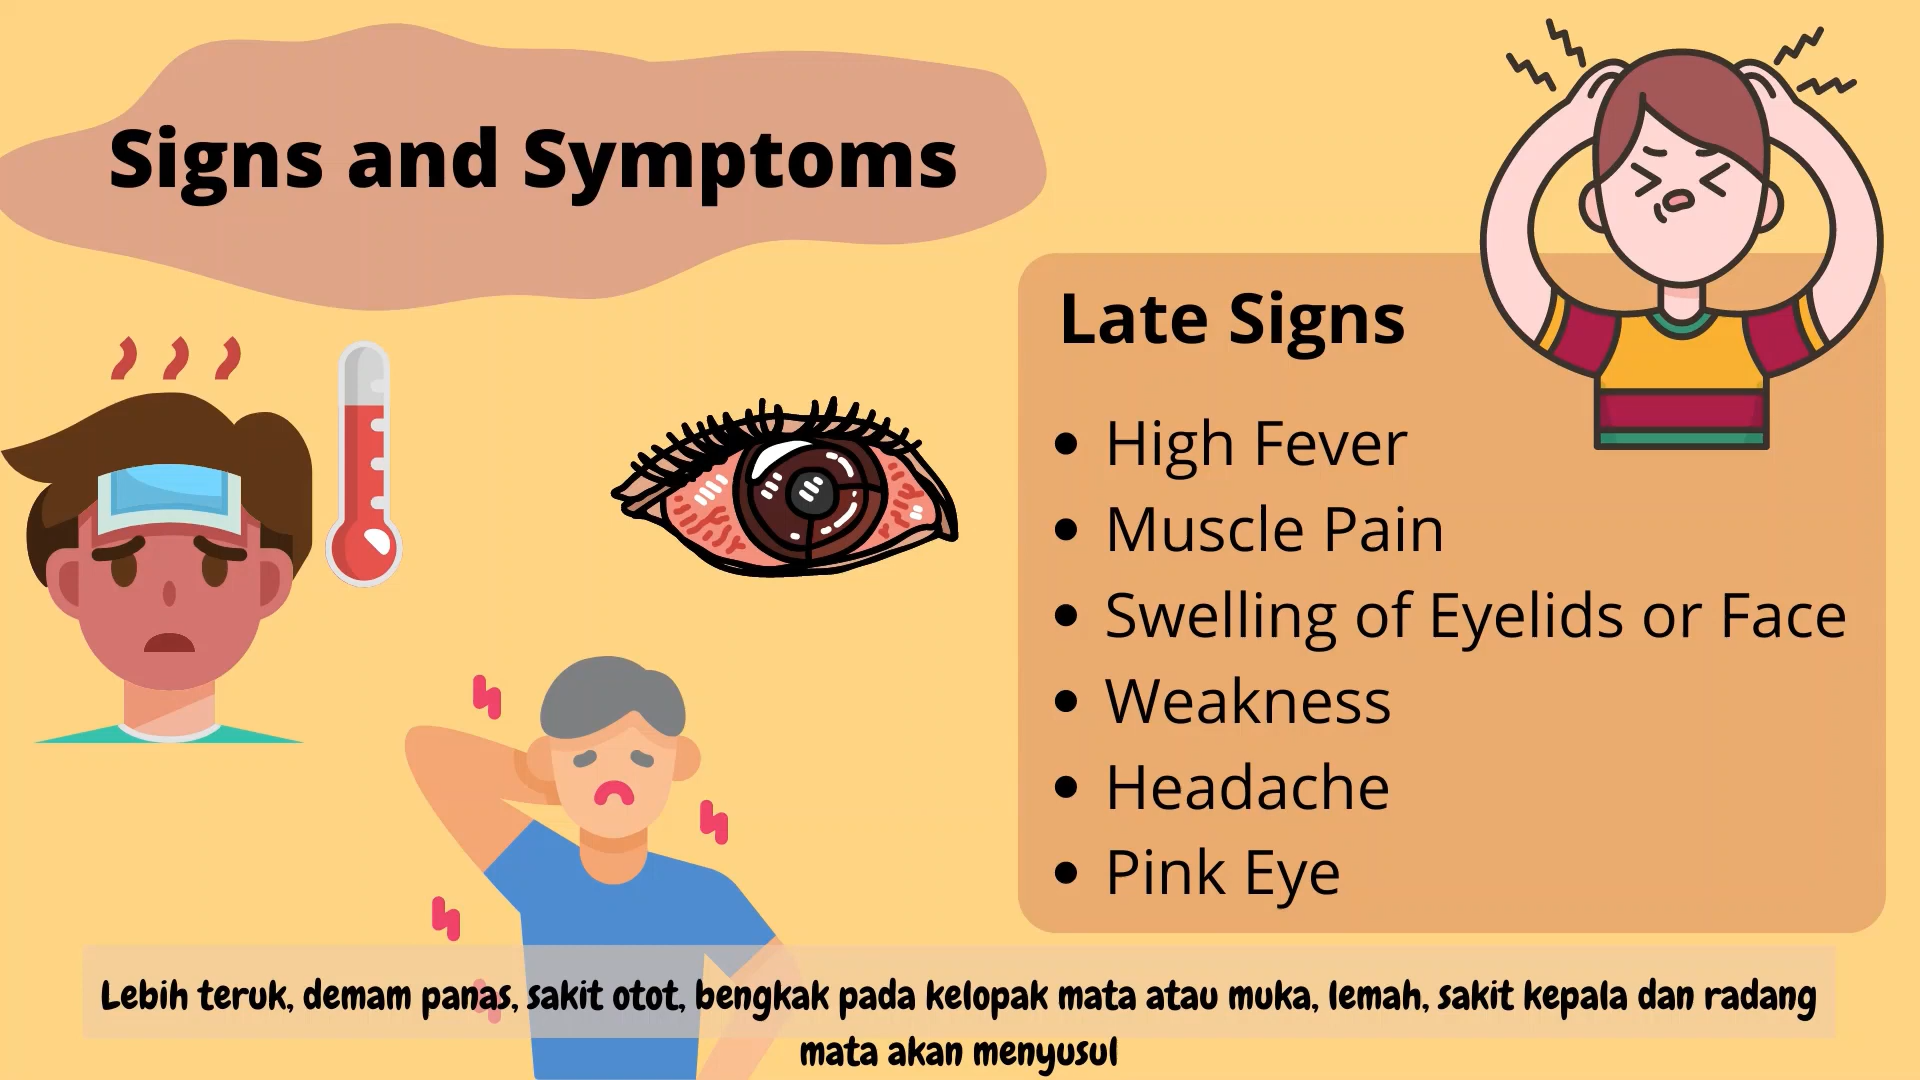 Signs and Symptoms
Late Signs
High Fever
Muscle Pain
Swelling of Eyelids or Face
Weakness
Headache
Pink Eye
Lebih teruk, demam panas, sakit otot, bengkak pada kelopak mata atau muka, lemah, sakit kepala dan radang
mata akan menyusul